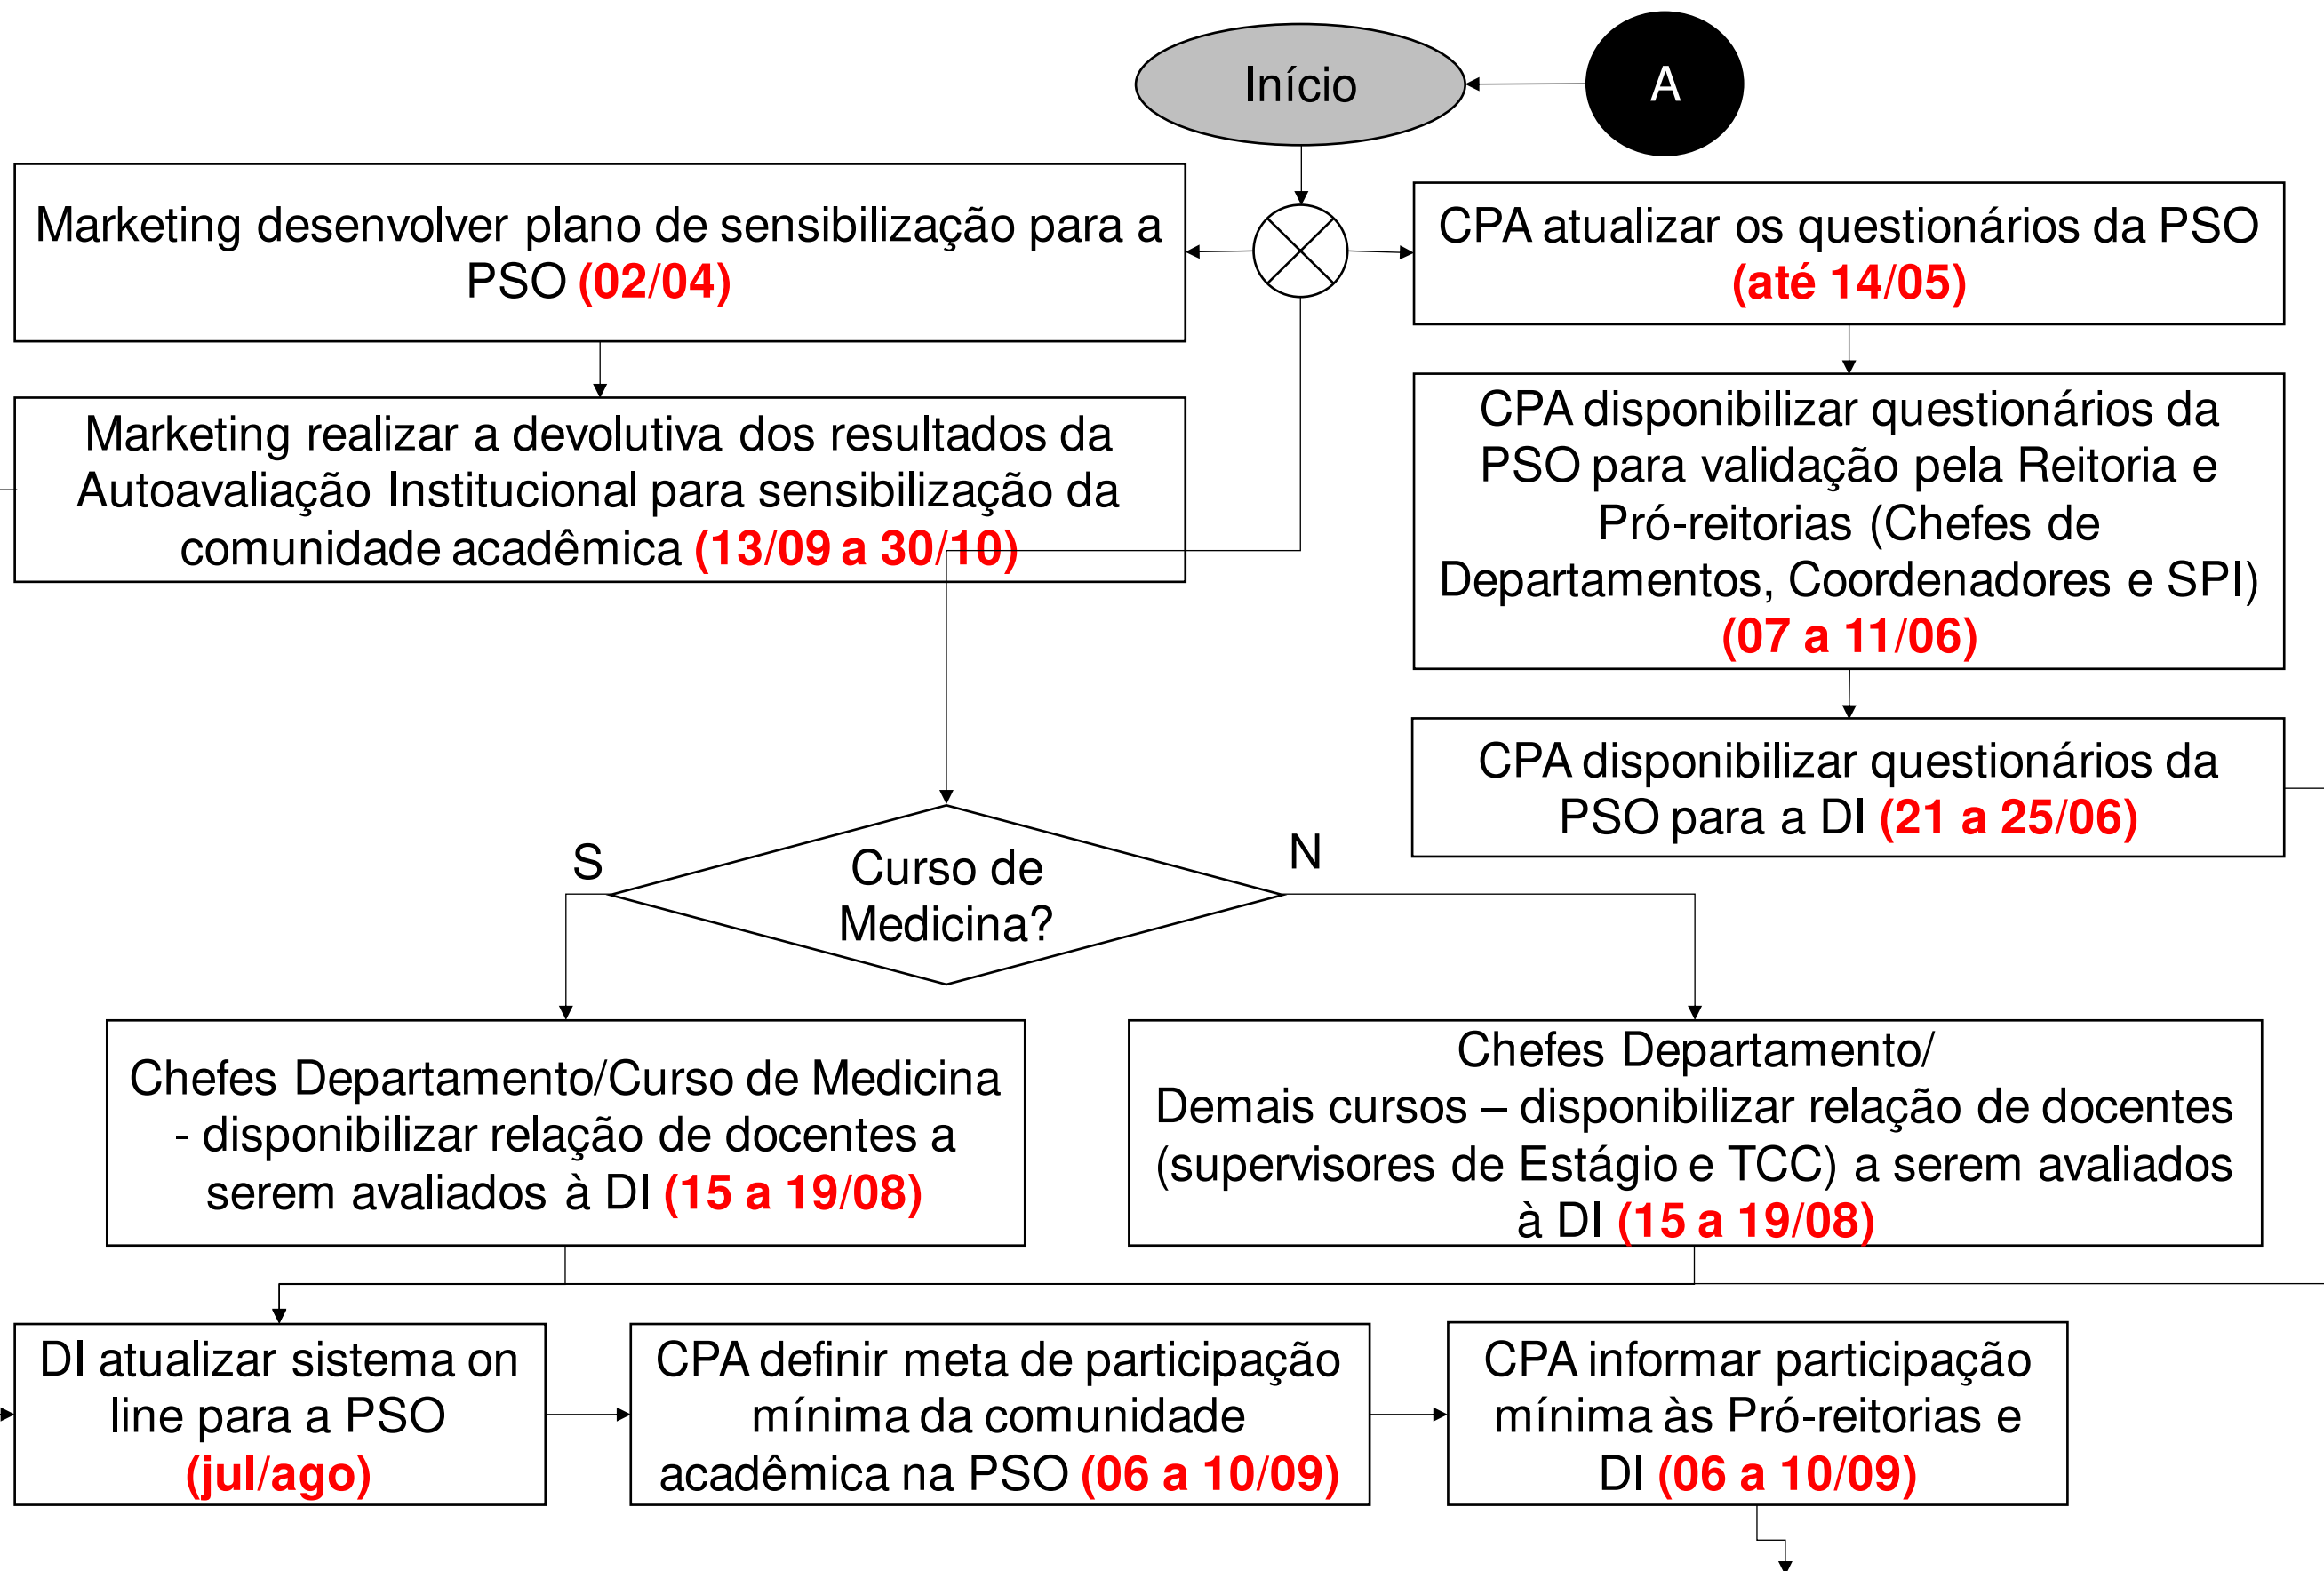 Início
A
Marketing desenvolver plano de sensibilização para a
PSO (02/04)
CPA atualizar os questionários da PSO
(até 14/05)
Marketing realizar a devolutiva dos resultados da
Autoavaliação Institucional para sensibilização da
comunidade acadêmica (13/09 a 30/10)
CPA disponibilizar questionários da
PSO para validação pela Reitoria e
Pró-reitorias (Chefes de
Departamentos, Coordenadores e SPI)
(07 a 11/06)
CPA disponibilizar questionários da
PSO para a DI (21 a 25/06)
S
Curso de
Medicina?
N
Chefes Departamento/Curso de Medicina
- disponibilizar relação de docentes a
serem avaliados à DI (15 a 19/08)
Chefes Departamento/
Demais cursos – disponibilizar relação de docentes
(supervisores de Estágio e TCC) a serem avaliados
à DI (15 a 19/08)
DI atualizar sistema on
line para a PSO
(jul/ago)
CPA definir meta de participação
mínima da comunidade
acadêmica na PSO (06 a 10/09)
CPA informar participação
mínima às Pró-reitorias e
DI (06 a 10/09)